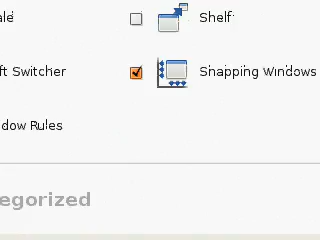 ale
Shelf
ft Switcher
Snapping Windows
dow Rules
egorized